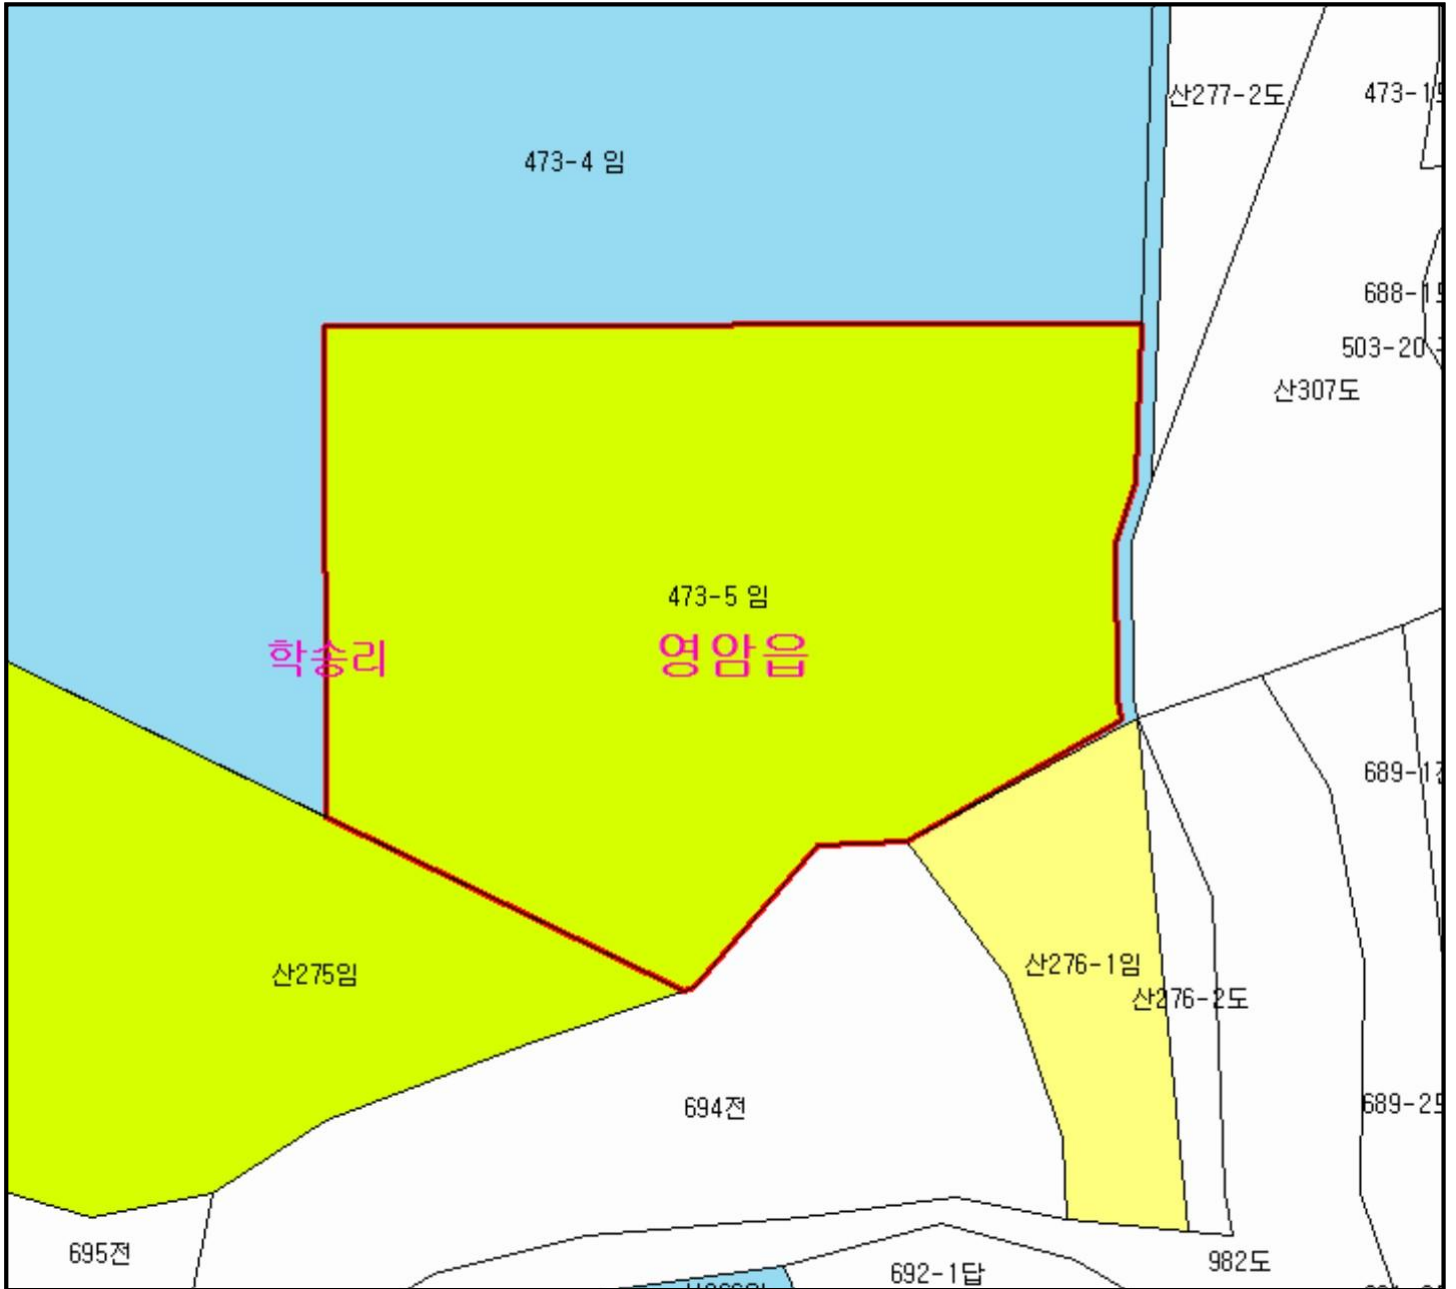 산277-2도
473-1
473-4 임
688-1
503-20
산307도
473-5 임
학송리
영암읍
689-1
산276-1임
산275임
산276-2도
689-2
694전
695전
982도
692-1답